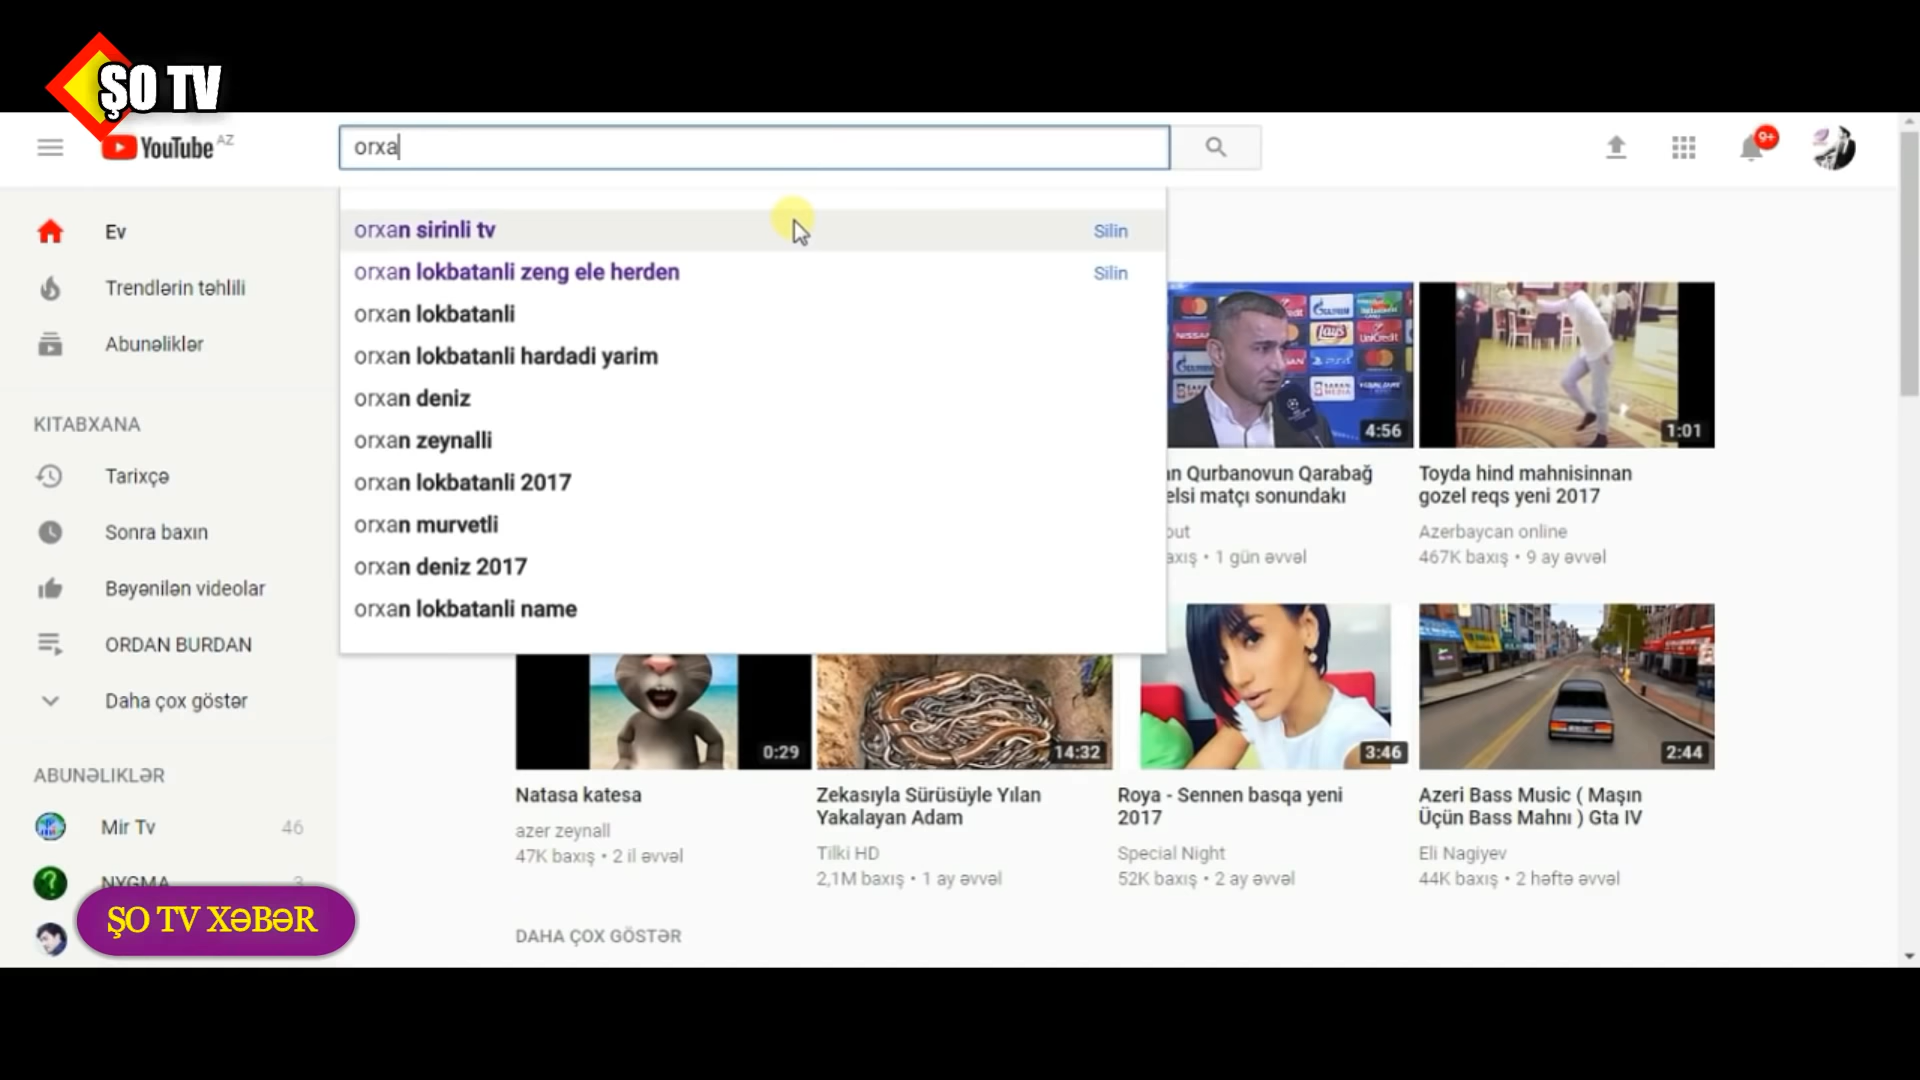 ŞO TV
YouTube AZ
orxa
9+
Ev
Trendlərin təhlili
Abunəliklər
KITABXANA
Tarixçə
Sonra baxın
Bəyənilən videolar
ORDAN BURDAN
Daha çox göstər
ABUNƏLIKLƏR
Mir Tv 46
NYGMA 3
ŞO TV XƏBƏR
orxan sirinli tv Silin
orxan lokbatanli zeng ele herden Silin
orxan lokbatanli
orxan lokbatanli hardadi yarim
orxan deniz
orxan zeynalli
orxan lokbatanli 2017
orxan murvetli
orxan deniz 2017
orxan lokbatanli name
4:56
n Qurbanovun Qarabağ
elsi matçı sonundakı
out
axış • 1 gün əvvəl
1:01
Toyda hind mahnisinnan
gozel reqs yeni 2017
Azerbaycan online
467K baxış • 9 ay əvvəl
0:29
Natasa katesa
azer zeynall
47K baxış • 2 il əvvəl
14:32
Zekasıyla Sürüsüyle Yılan
Yakalayan Adam
Tilki HD
2,1M baxış • 1 ay əvvəl
3:46
Roya - Sennen basqa yeni
2017
Special Night
52K baxış • 2 ay əvvəl
2:44
Azeri Bass Music ( Maşın
Üçün Bass Mahnı ) Gta IV
Eli Nagiyev
44K baxış • 2 həftə əvvəl
DAHA ÇOX GÖSTƏR